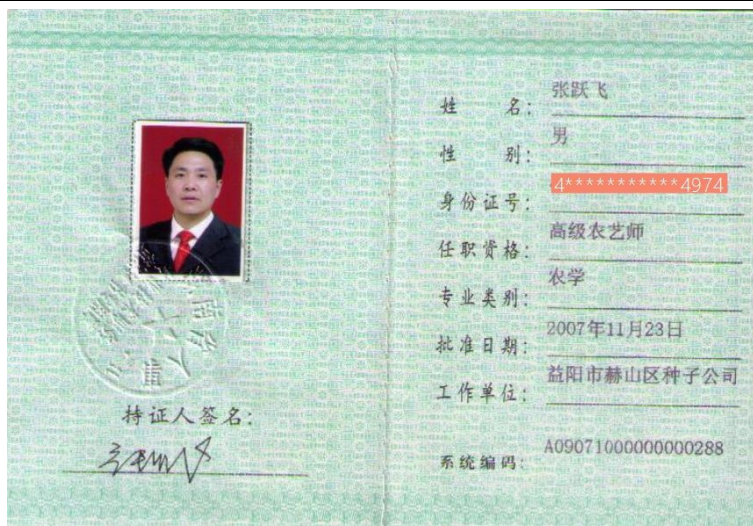 持证人签名:
姓 名: 张跃飞
性 别: 男
身份证号: 4***********4974
任职资格: 高级农艺师
专业类别: 农学
批准日期: 2007年11月23日
工作单位: 益阳市赫山区种子公司
系统编码: A09071000000000288